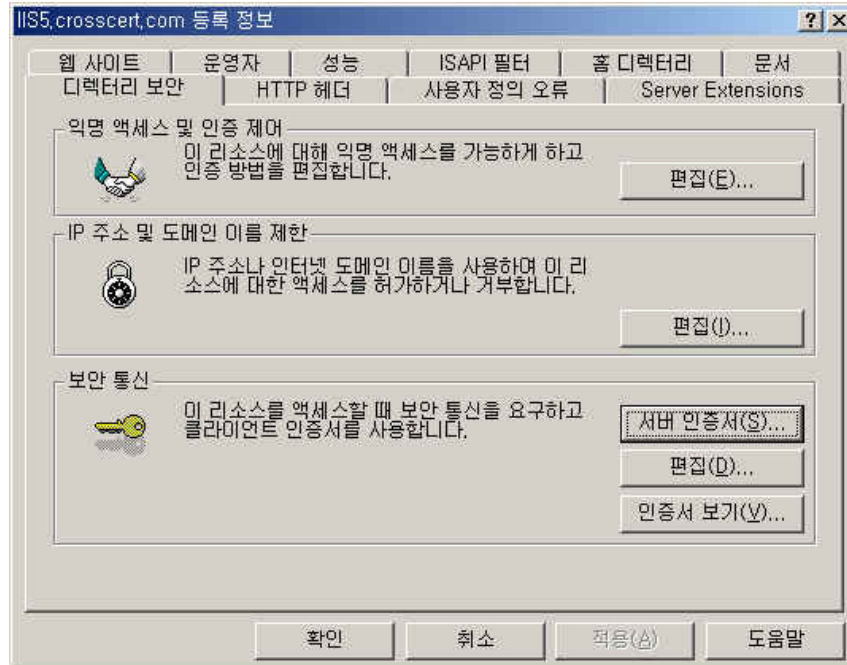 IIS5.crosscert.com 등록 정보
웹 사이트 운영자 성능 ISAPI 필터 홈 디렉터리 문서
디렉터리 보안 HTTP 헤더 사용자 정의 오류 Server Extensions
익명 액세스 및 인증 제어
이 리소스에 대해 익명 액세스를 가능하게 하고
인증 방법을 편집합니다.
편집(E)...
IP 주소 및 도메인 이름 제한
IP 주소나 인터넷 도메인 이름을 사용하여 이 리
소스에 대한 액세스를 허가하거나 거부합니다.
편집(I)...
보안 통신
이 리소스를 액세스할 때 보안 통신을 요구하고
클라이언트 인증서를 사용합니다.
서버 인증서(S)...
편집(D)...
인증서 보기(V)...
확인 취소 적용(A) 도움말